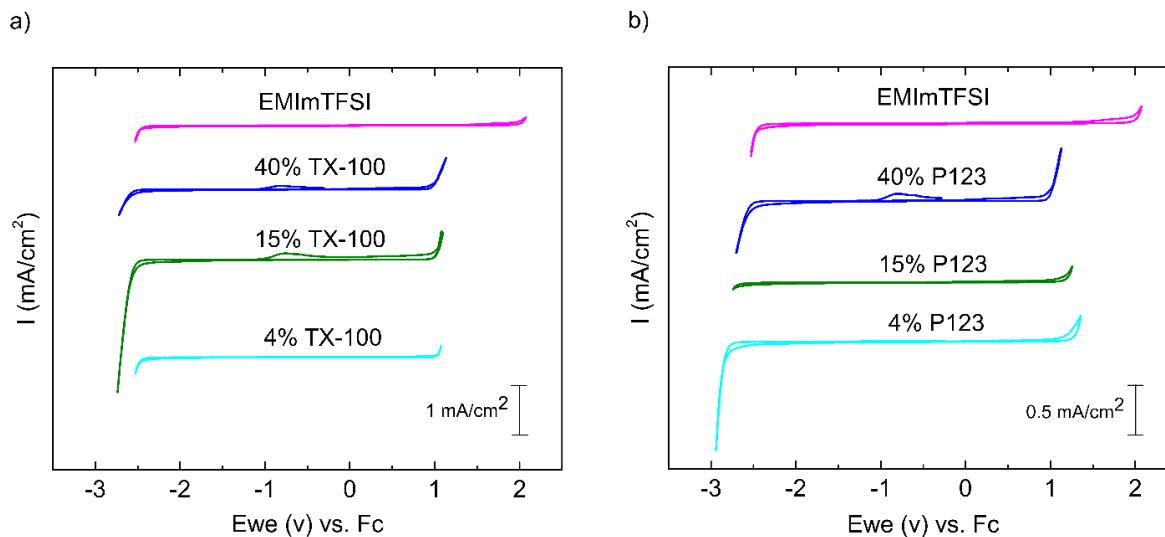 a)
EMImTFSI
40% TX-100
15% TX-100
4% TX-100
1 mA/cm²
I (mA/cm²)
-3 -2 -1 0 1 2
Ewe (v) vs. Fc
b)
EMImTFSI
40% P123
15% P123
4% P123
0.5 mA/cm²
I (mA/cm²)
-3 -2 -1 0 1 2
Ewe (v) vs. Fc